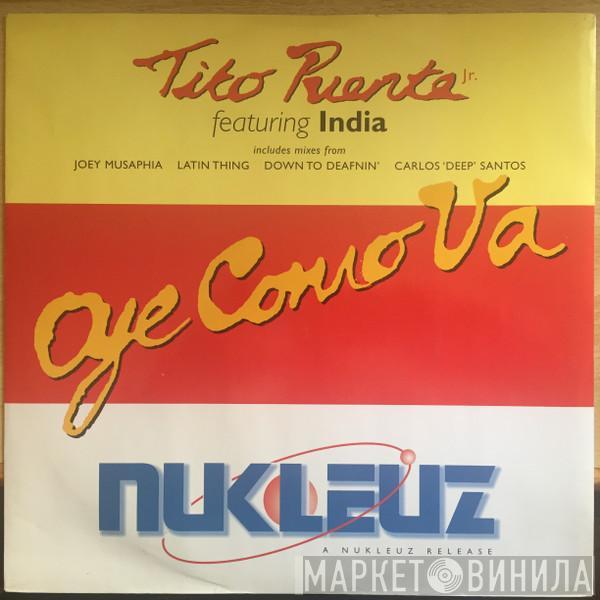 Tito Puente Jr.
featuring India
includes mixes from
JOEY MUSAPHIA LATIN THING DOWN TO DEAFNIN' CARLOS 'DEEP' SANTOS
Oye Como Va
NUKLEUZ
A NUKLEUZ RELEASE
МАРКЕТ ВИНИЛА